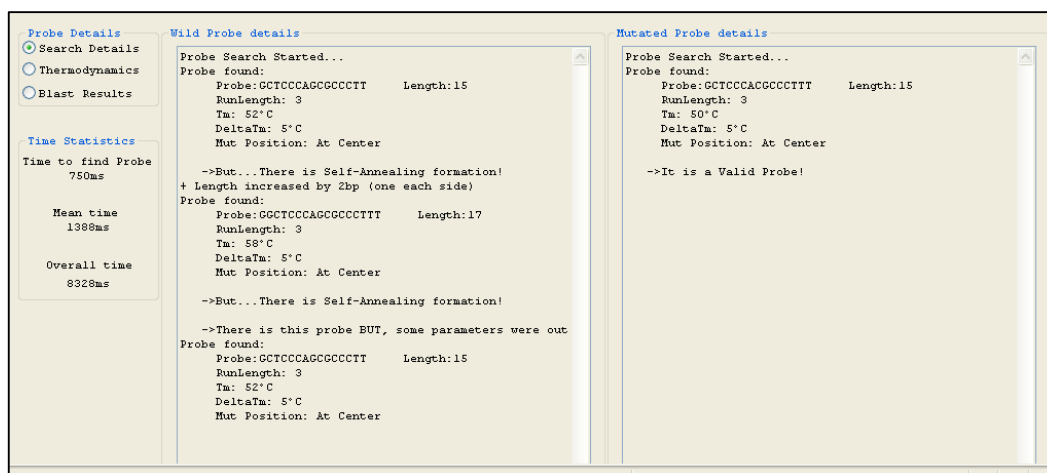 Probe Details
Search Details
Thermodynamics
Blast Results
Time Statistics
Time to find Probe
750ms
Mean time
1388ms
Overall time
8328ms
Wild Probe details
Probe Search Started...
Probe found:
Probe:GCTCCCAGCGCCCTT Length:15
RunLength: 3
Tm: 52°C
DeltaTm: 5°C
Mut Position: At Center
->But...There is Self-Annealing formation!
+ Length increased by 2bp (one each side)
Probe found:
Probe:GGCTCCCAGCGCCCTTT Length:17
RunLength: 3
Tm: 58°C
DeltaTm: 5°C
Mut Position: At Center
->But...There is Self-Annealing formation!
->There is this probe BUT, some parameters were out
Probe found:
Probe:GCTCCCAGCGCCCTT Length:15
RunLength: 3
Tm: 52°C
DeltaTm: 5°C
Mut Position: At Center
Mutated Probe details
Probe Search Started...
Probe found:
Probe:GCTCCCACGCCCTTT Length:15
RunLength: 3
Tm: 50°C
DeltaTm: 5°C
Mut Position: At Center
->It is a Valid Probe!